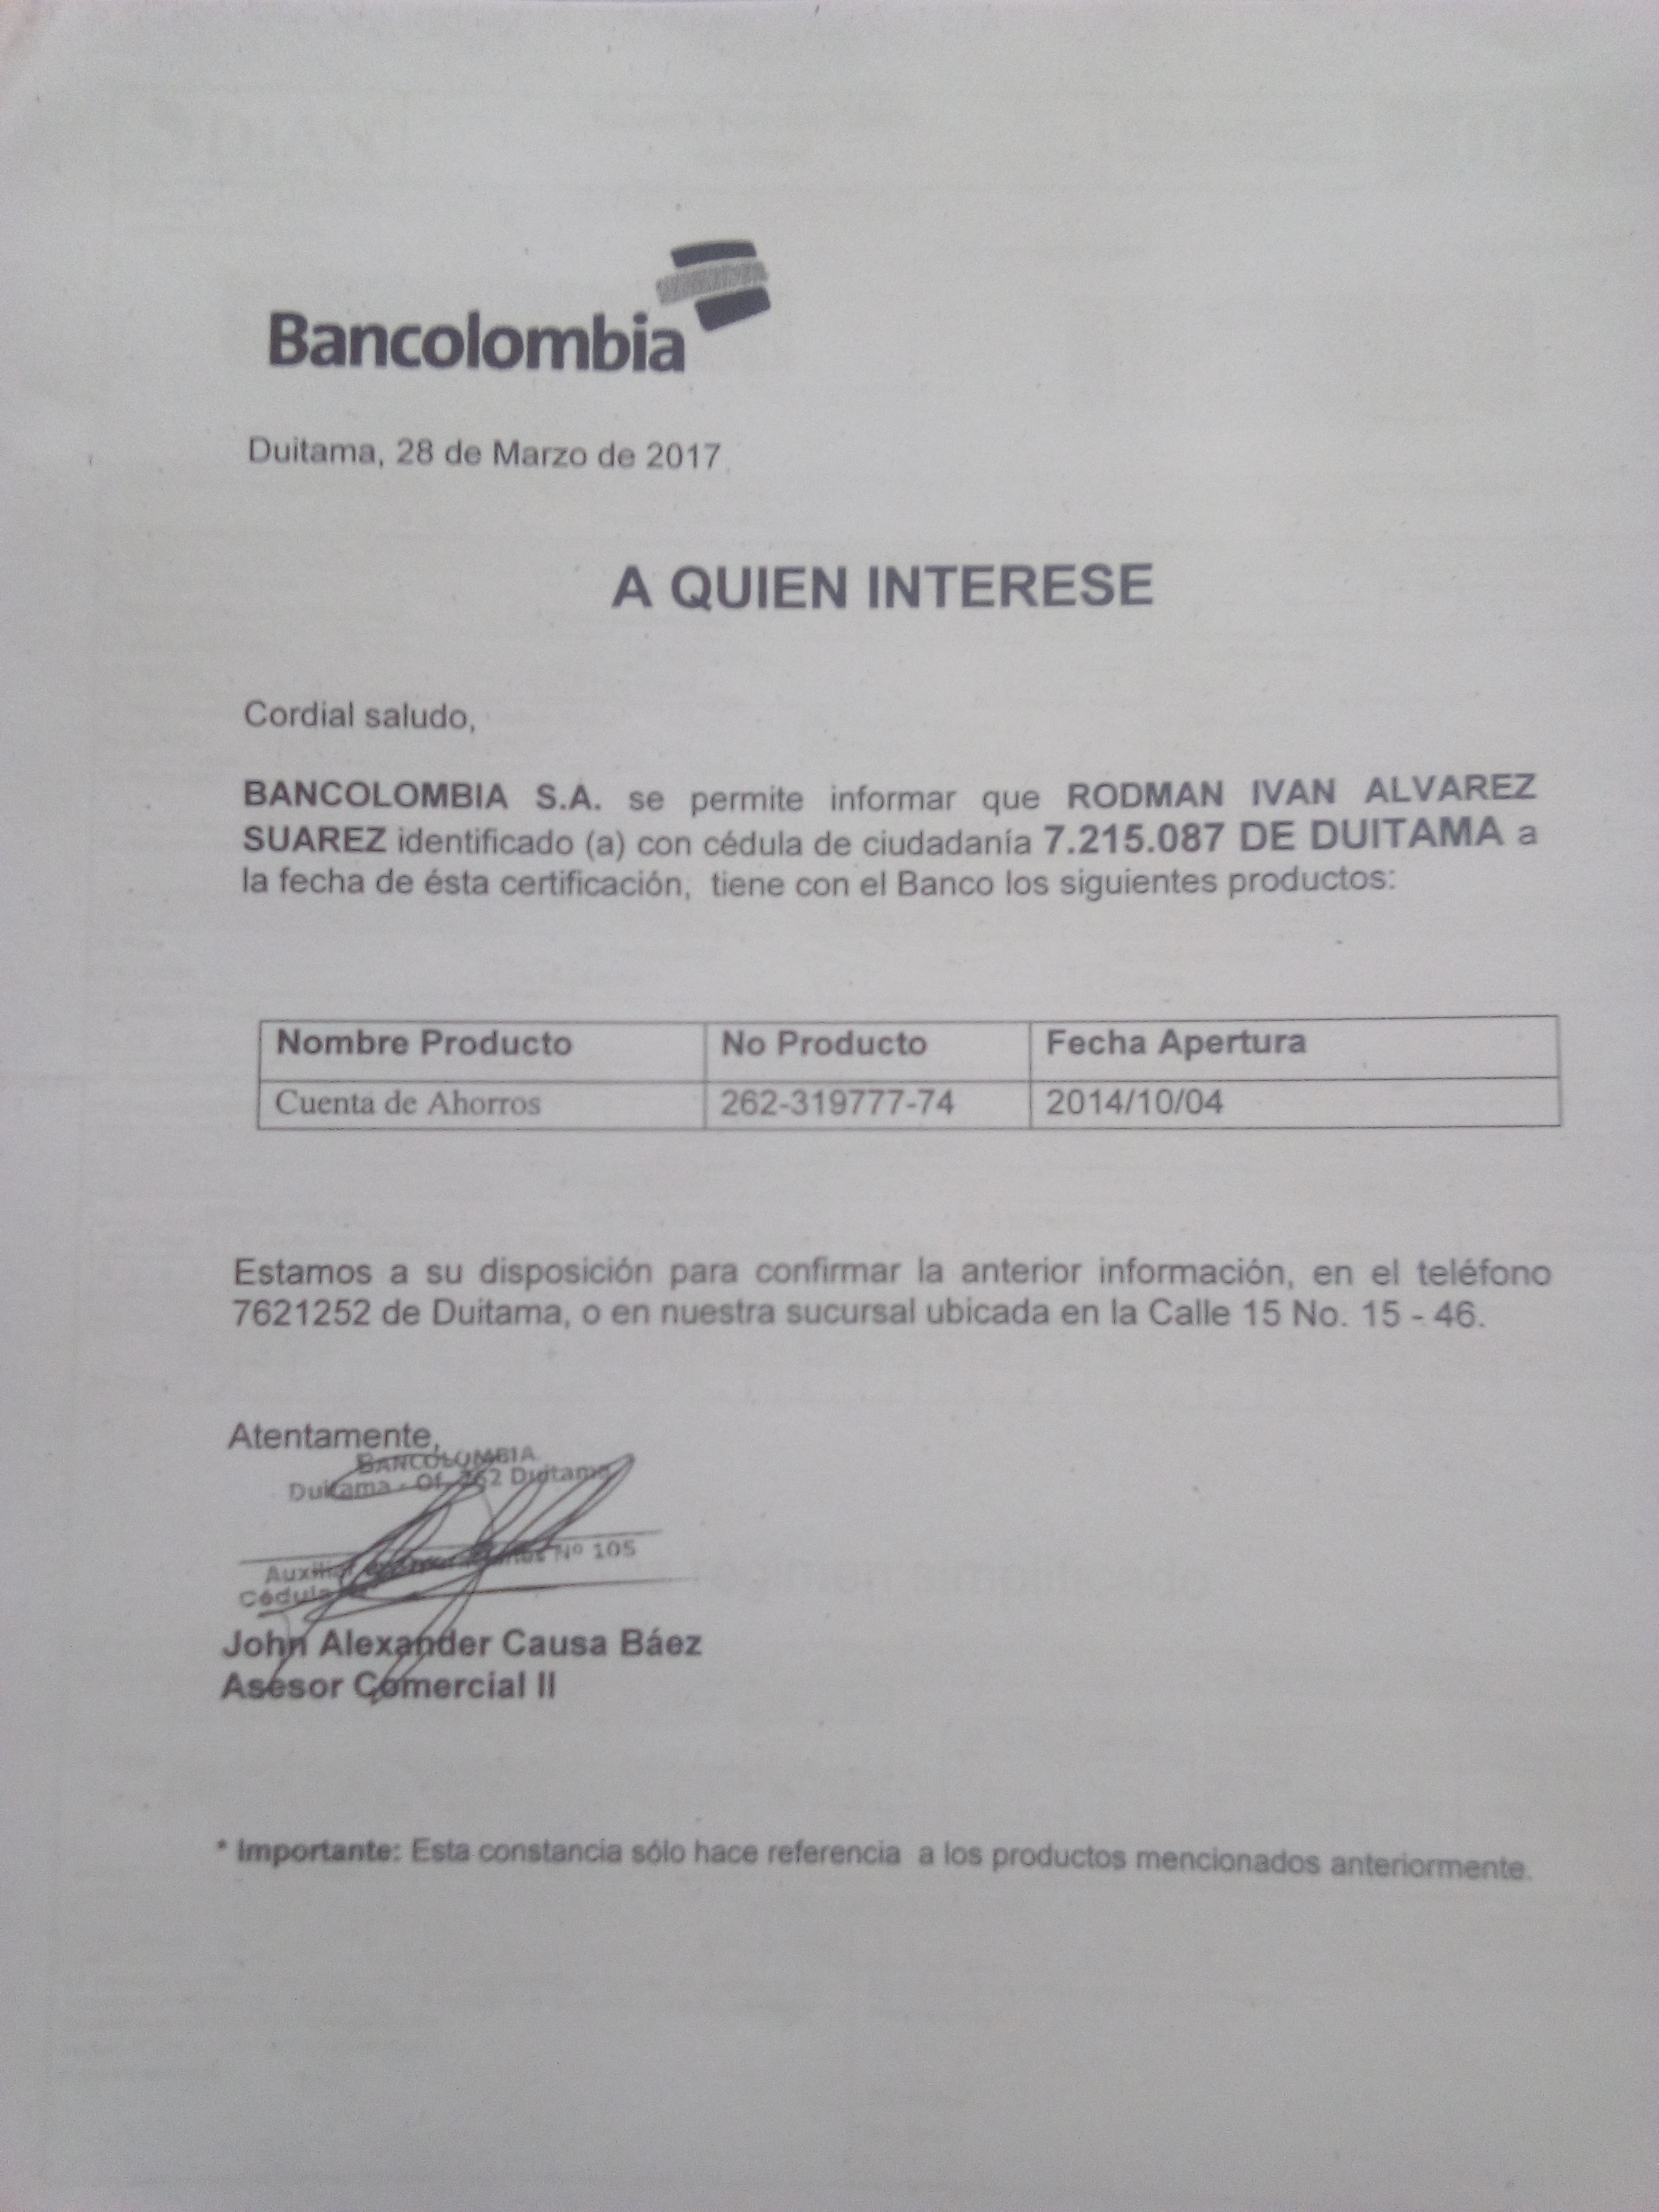 Bancolombia
Duitama, 28 de Marzo de 2017
A QUIEN INTERESE
Cordial saludo,
BANCOLOMBIA S.A. se permite informar que RODMAN IVAN ALVAREZ
SUAREZ identificado (a) con cédula de ciudadanía 7.215.087 DE DUITAMA a
la fecha de ésta certificación, tiene con el Banco los siguientes productos:
Nombre Producto No Producto Fecha Apertura
Cuenta de Ahorros 262-319777-74 2014/10/04
Estamos a su disposición para confirmar la anterior información, en el teléfono
7621252 de Duitama, o en nuestra sucursal ubicada en la Calle 15 No. 15 - 46.
Atentamente,
BANCOLOMBIA
Duitama - Of. 262 Duitama
Auxiliar Nº 105
Cédula
John Alexander Causa Báez
Asesor Comercial II
* Importante: Esta constancia sólo hace referencia a los productos mencionados anteriormente.